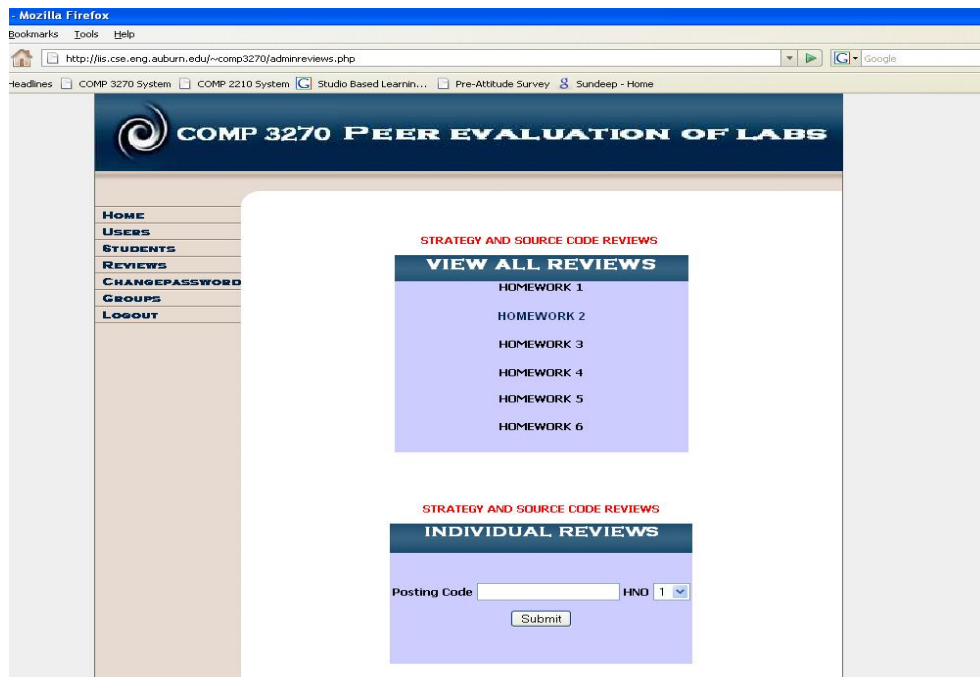 - Mozilla Firefox
Bookmarks Tools Help
http://iis.cse.eng.auburn.edu/~comp3270/adminreviews.php
G Google
Headlines COMP 3270 System COMP 2210 System G Studio Based Learnin... Pre-Attitude Survey 8 Sundeep - Home
COMP 3270 PEER EVALUATION OF LABS
HOME
USERS
STUDENTS
REVIEWS
CHANGEPASSWORD
GROUPS
LOGOUT
STRATEGY AND SOURCE CODE REVIEWS
VIEW ALL REVIEWS
HOMEWORK 1
HOMEWORK 2
HOMEWORK 3
HOMEWORK 4
HOMEWORK 5
HOMEWORK 6
STRATEGY AND SOURCE CODE REVIEWS
INDIVIDUAL REVIEWS
Posting Code HNO 1
Submit